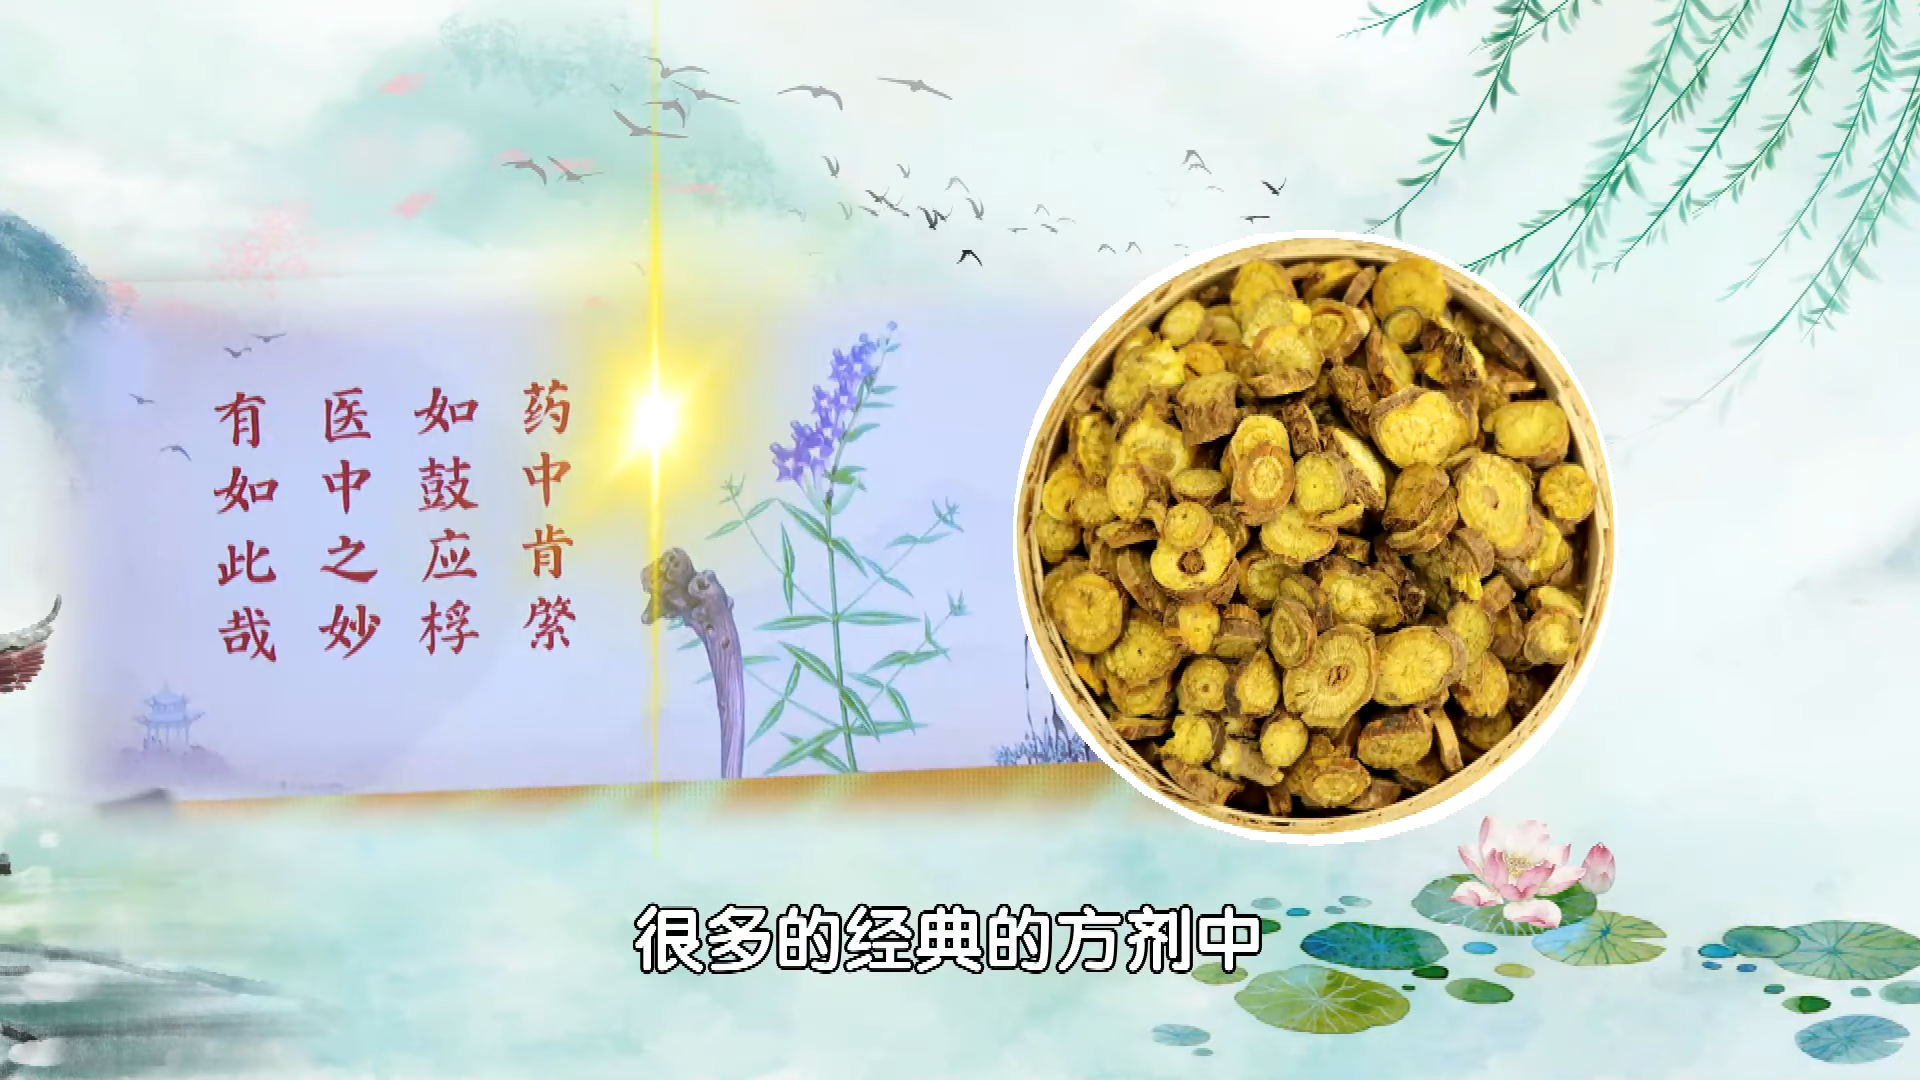 药中肯綮
如鼓应桴
医中之妙
有如此哉
很多的经典的方剂中